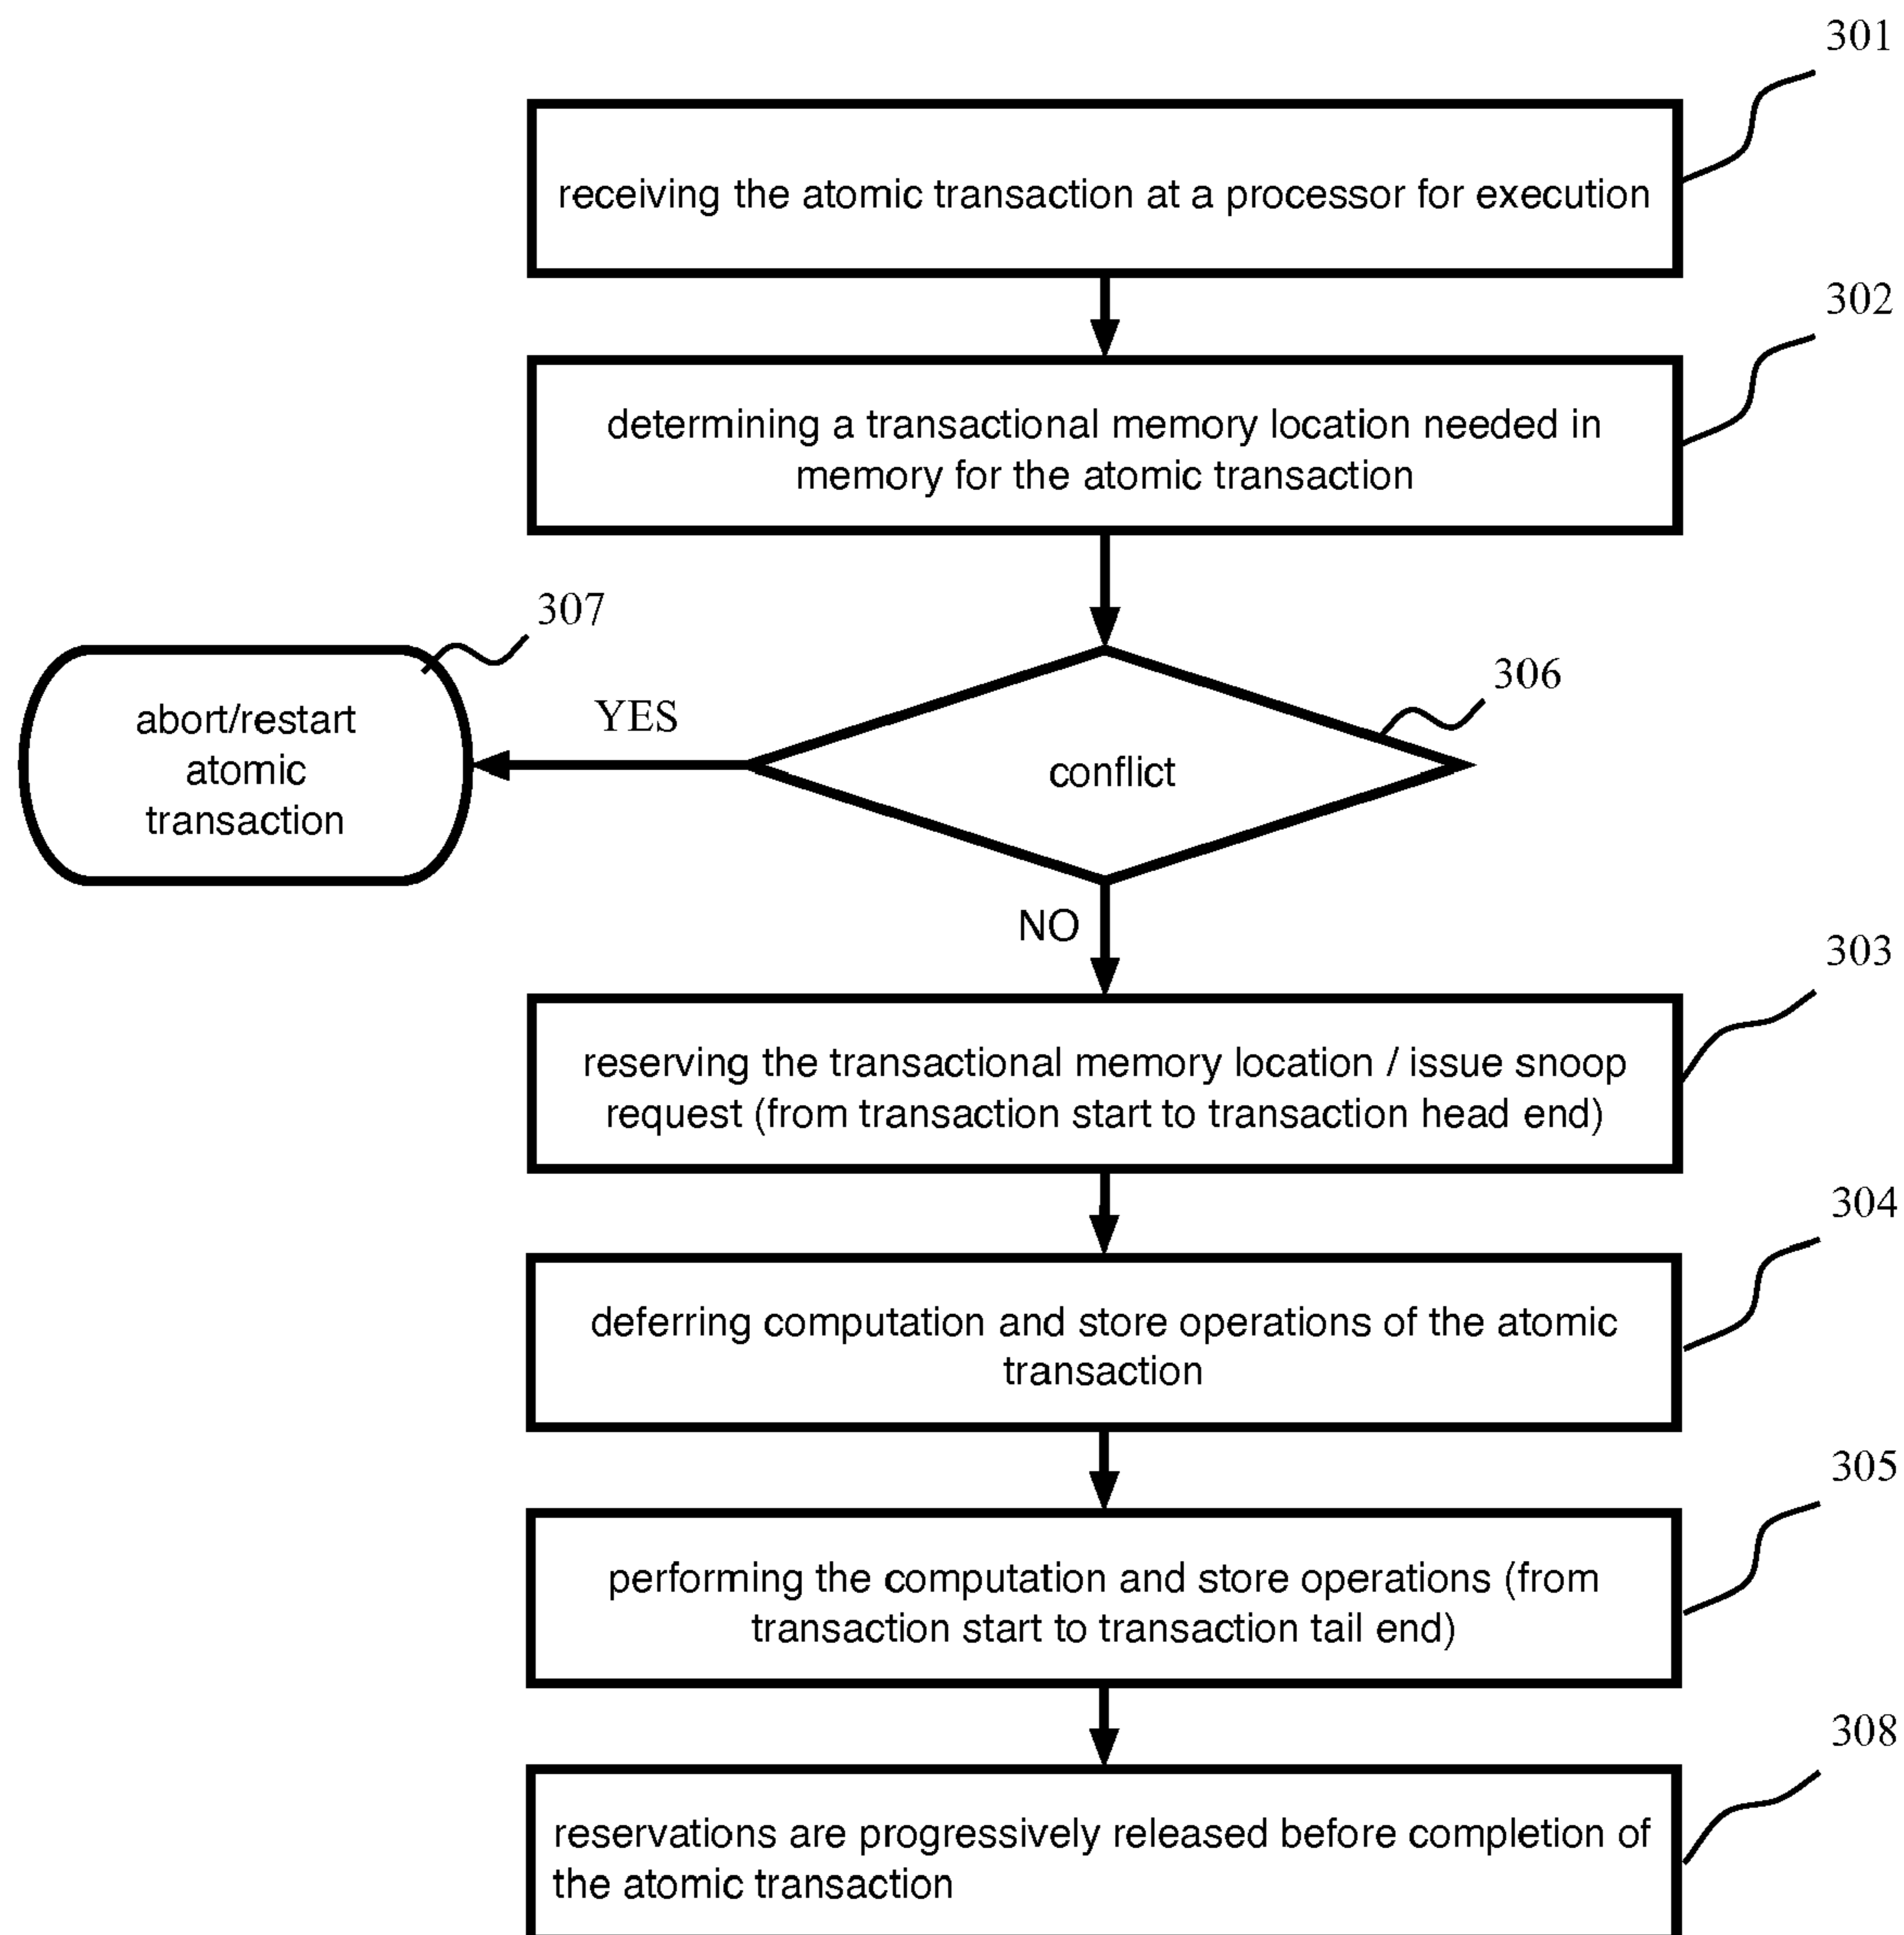 301
receiving the atomic transaction at a processor for execution
302
determining a transactional memory location needed in
memory for the atomic transaction
307
abort/restart
atomic
transaction
YES
306
conflict
NO
303
reserving the transactional memory location / issue snoop
request (from transaction start to transaction head end)
304
deferring computation and store operations of the atomic
transaction
305
performing the computation and store operations (from
transaction start to transaction tail end)
308
reservations are progressively released before completion of
the atomic transaction